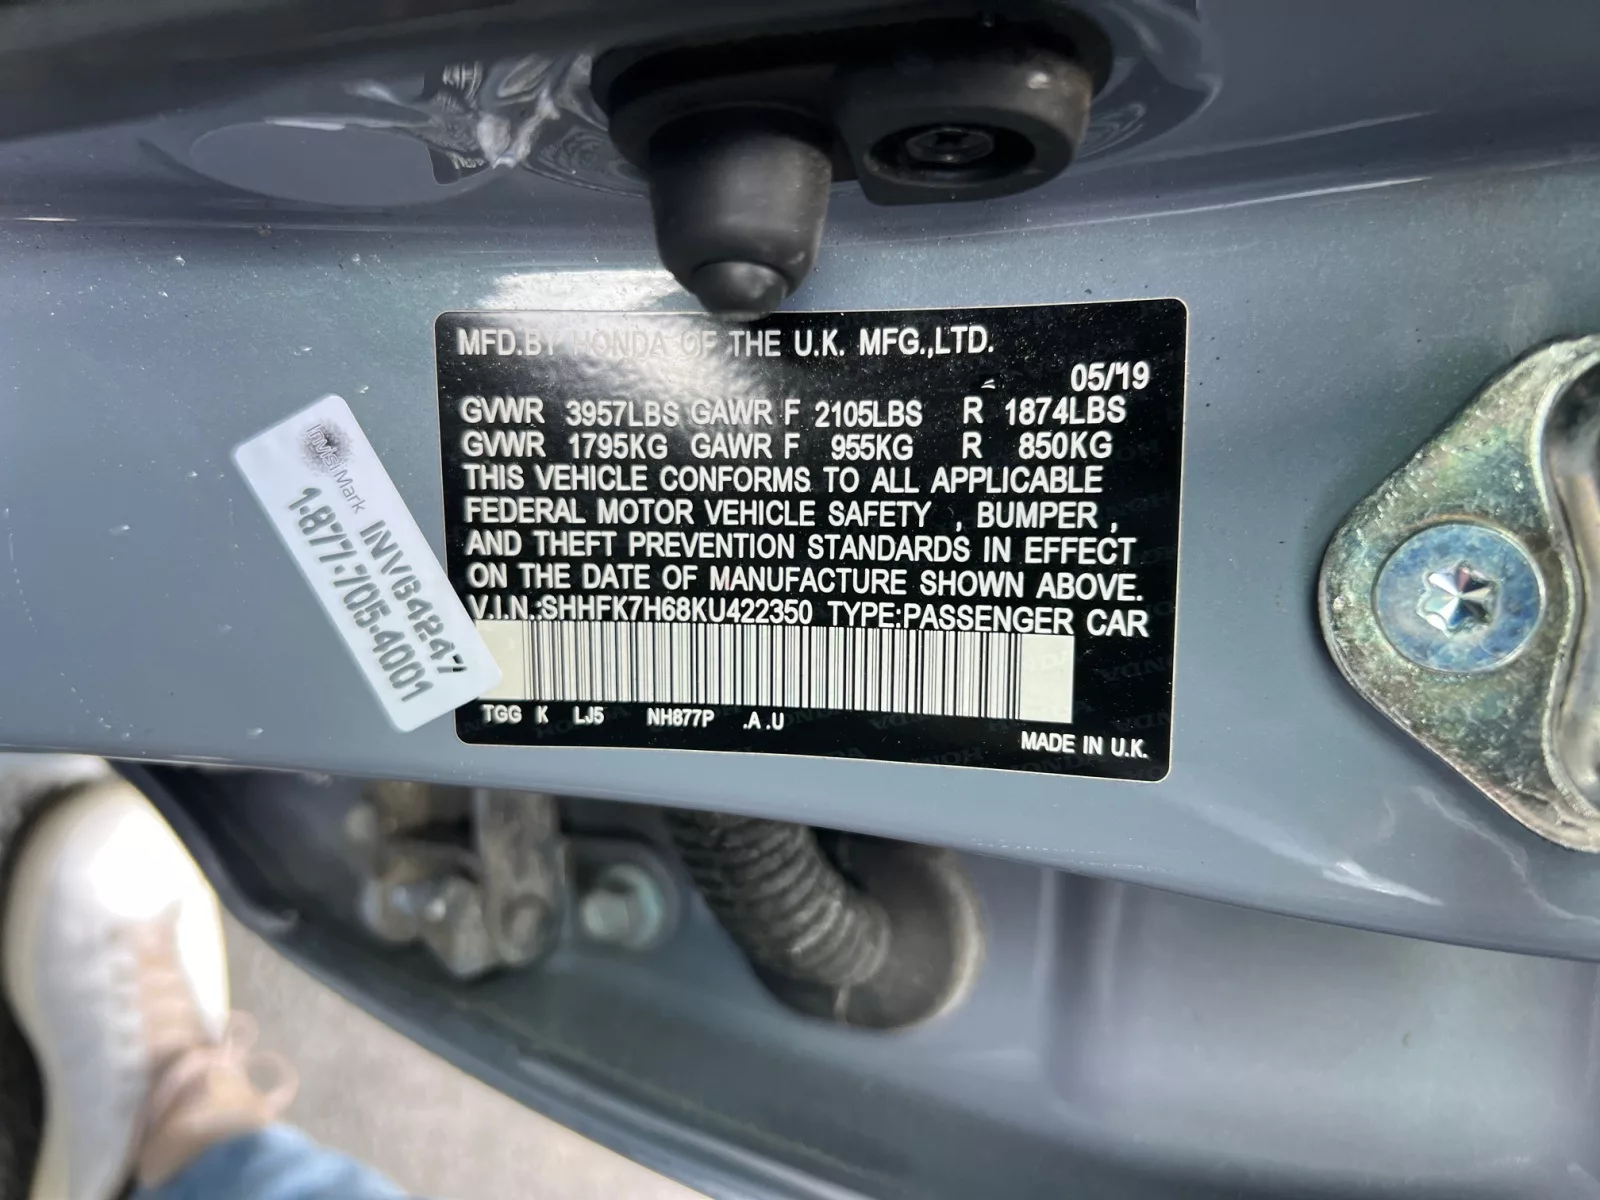 MFD.BY HONDA OF THE U.K. MFG.,LTD.
05/19
GVWR 3957LBS GAWR F 2105LBS R 1874LBS
GVWR 1795KG GAWR F 955KG R 850KG
THIS VEHICLE CONFORMS TO ALL APPLICABLE
FEDERAL MOTOR VEHICLE SAFETY , BUMPER ,
AND THEFT PREVENTION STANDARDS IN EFFECT
ON THE DATE OF MANUFACTURE SHOWN ABOVE.
V.I.N.:SHHFK7H68KU422350 TYPE:PASSENGER CAR
TGG K LJ5 NH877P .A.U
MADE IN U.K.
InvisiMark
INV64247
1-877-705-4001